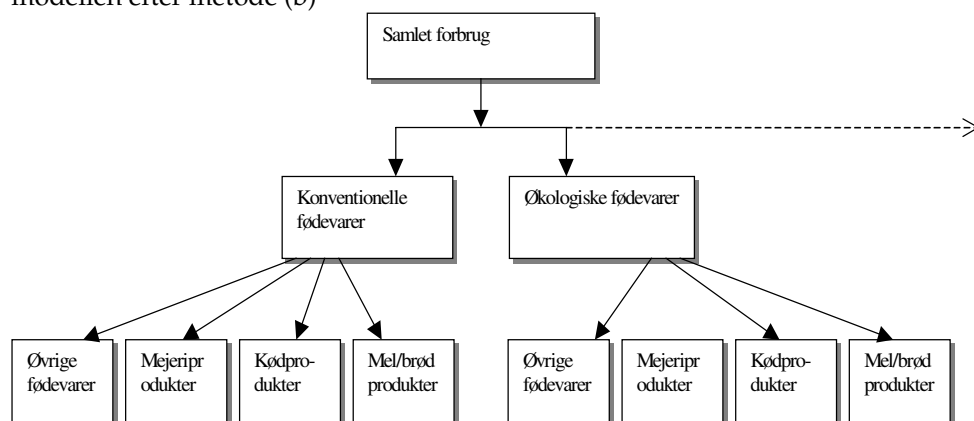 modellen efter metode (b)
Samlet forbrug
Konventionelle
fødevarer
Økologiske fødevarer
Øvrige
fødevarer
Mejeripr
odukter
Kødpro-
dukter
Mel/brød
produkter
Øvrige
fødevarer
Mejeripr
odukter
Kødpro-
dukter
Mel/brød
produkter